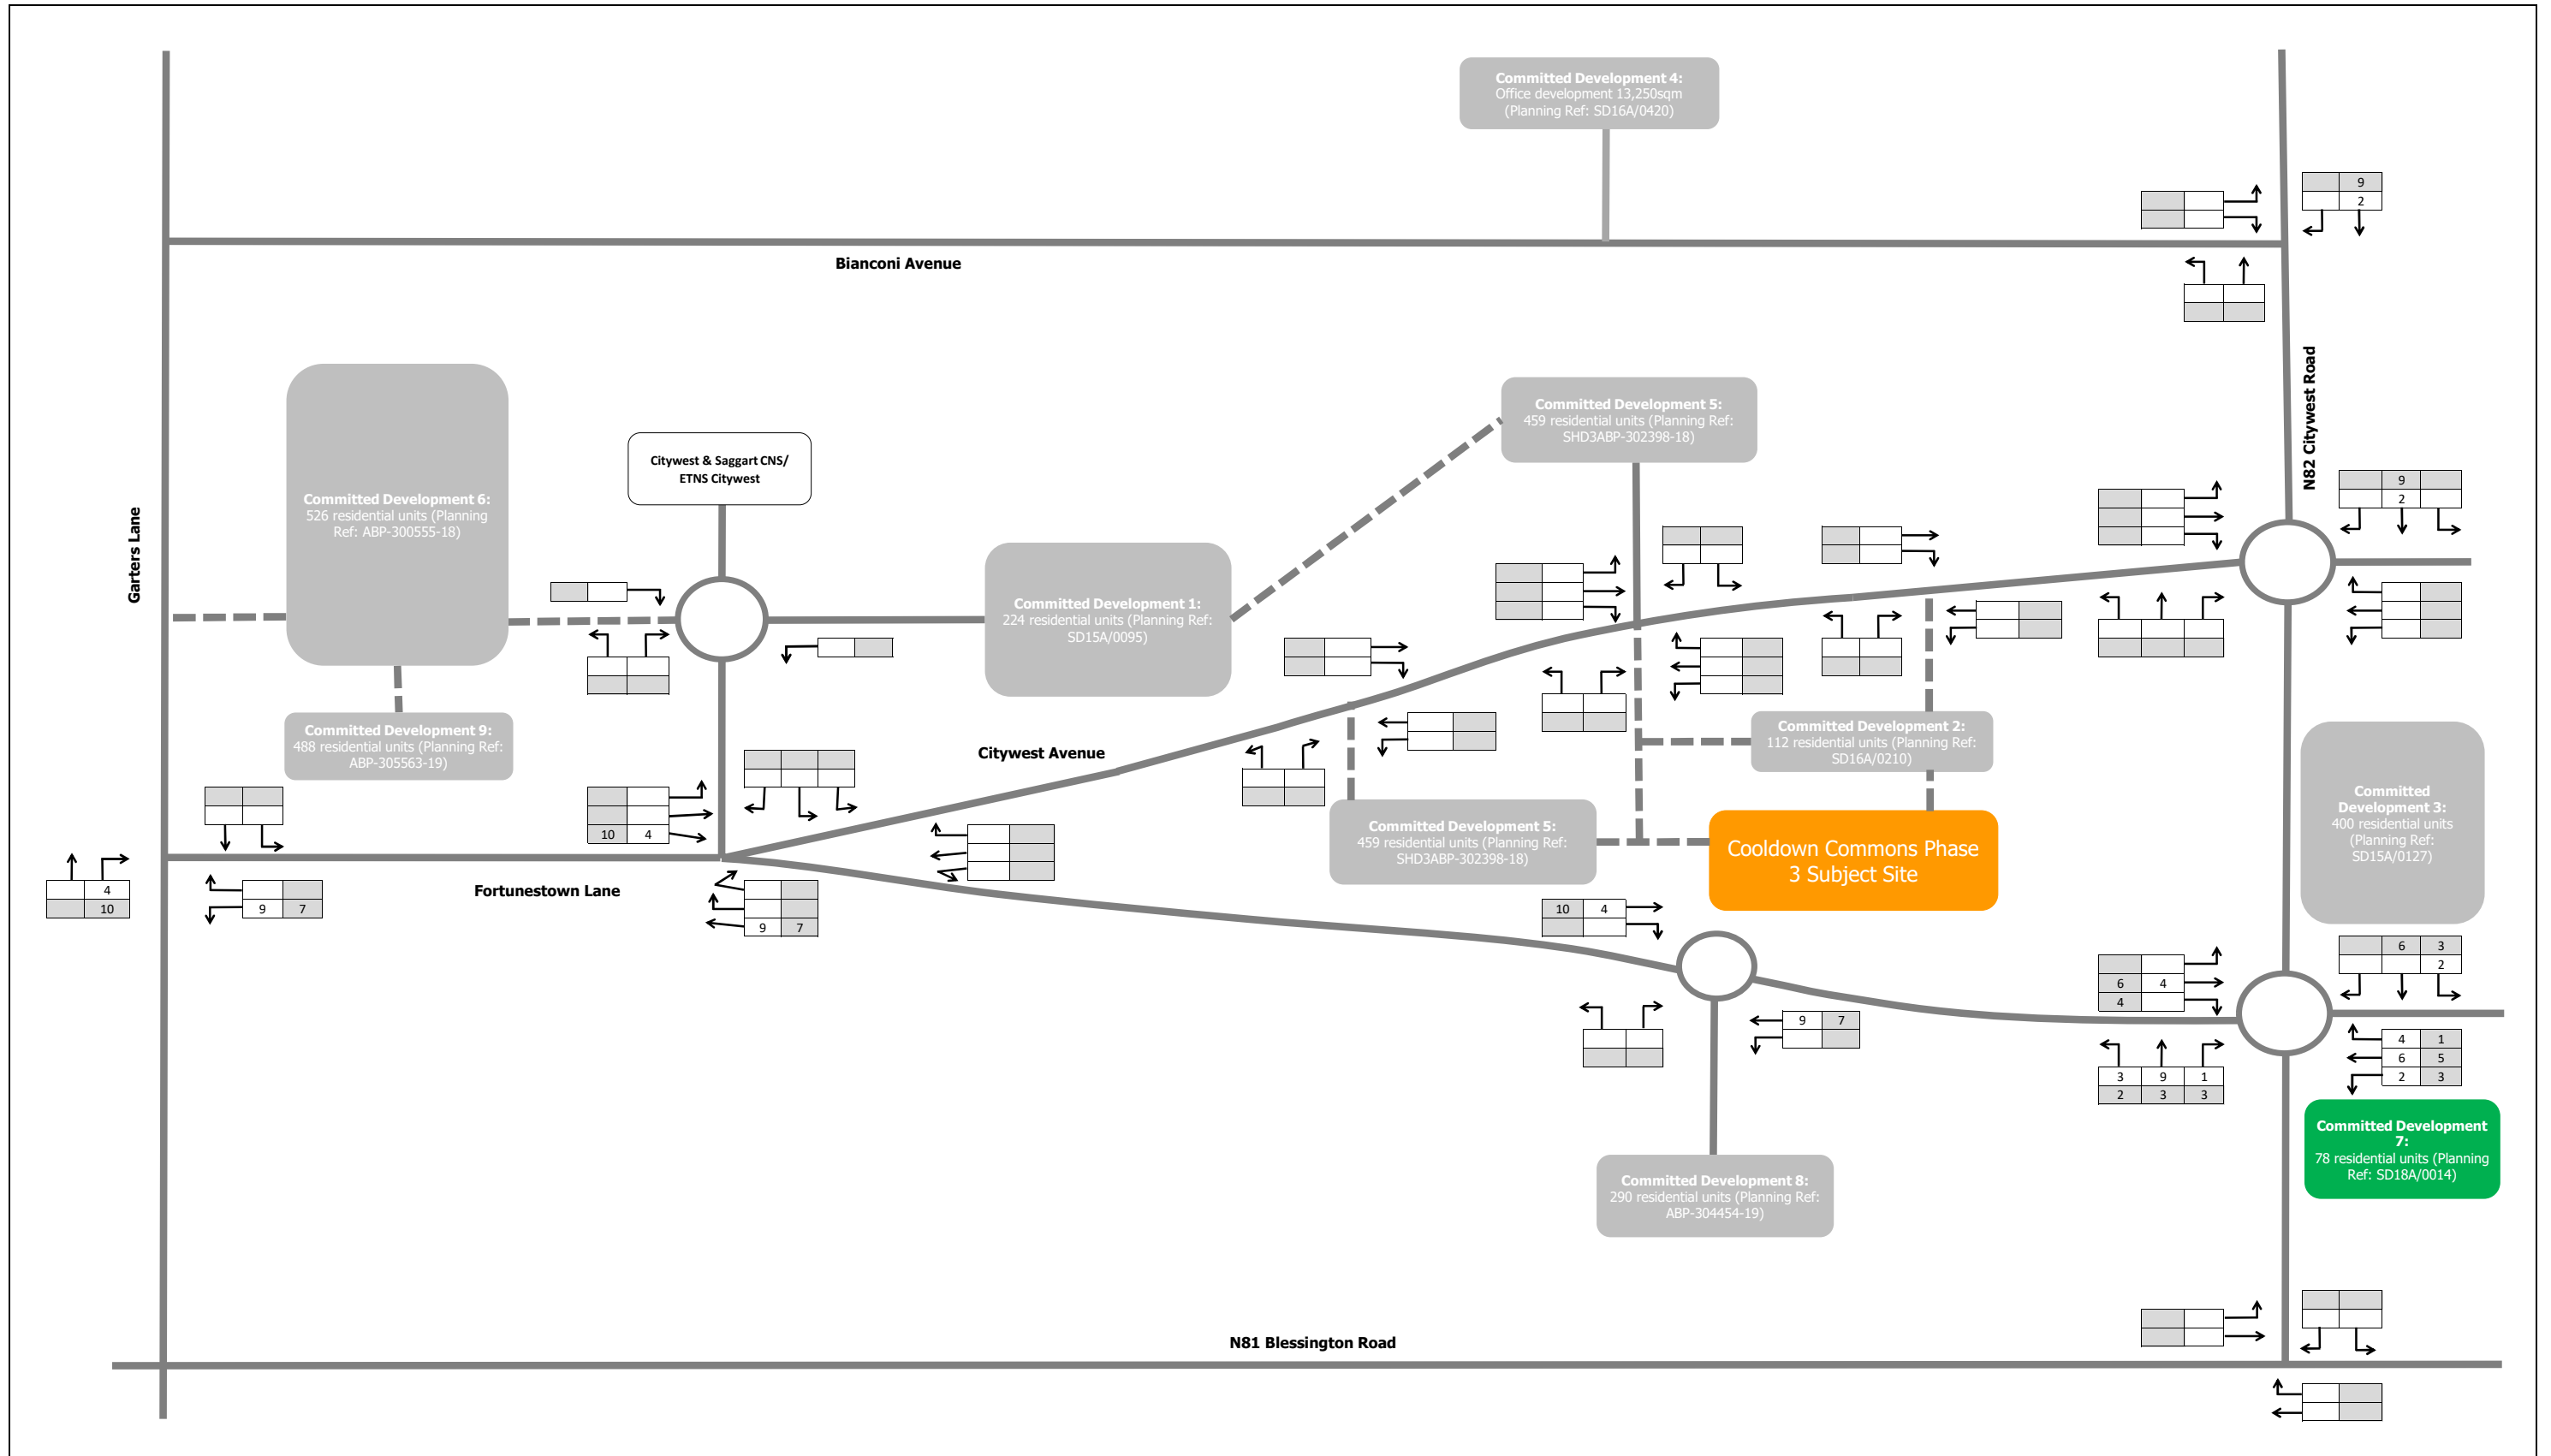 Committed Development 4:
Office development 13,250sqm
(Planning Ref: SD16A/0420)
9
2
Bianconi Avenue
N82 Citywest Road
Committed Development 5:
459 residential units (Planning Ref:
SHD3ABP-302398-18)
Citywest & Saggart CNS/
ETNS Citywest
Committed Development 6:
526 residential units (Planning
Ref: ABP-300555-18)
9
2
Garters Lane
Committed Development 1:
224 residential units (Planning Ref:
SD15A/0095)
Committed Development 9:
488 residential units (Planning Ref:
ABP-305563-19)
Citywest Avenue
Committed Development 2:
112 residential units (Planning Ref:
SD16A/0210)
Committed
Development 3:
400 residential units
(Planning Ref:
SD15A/0127)
10 4
Committed Development 5:
459 residential units (Planning Ref:
SHD3ABP-302398-18)
Cooldown Commons Phase
3 Subject Site
4
10
9 7
Fortunestown Lane
9 7
10 4
6 3
2
6 4
4
9 7
4 1
6 5
2 3
3 9 1
2 3 3
Committed Development
7:
78 residential units (Planning
Ref: SD18A/0014)
Committed Development 8:
290 residential units (Planning Ref:
ABP-304454-19)
N81 Blessington Road